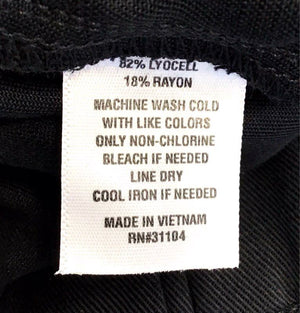 82% LYOCELL
18% RAYON
MACHINE WASH COLD
WITH LIKE COLORS
ONLY NON-CHLORINE
BLEACH IF NEEDED
LINE DRY
COOL IRON IF NEEDED
MADE IN VIETNAM
RN#31104